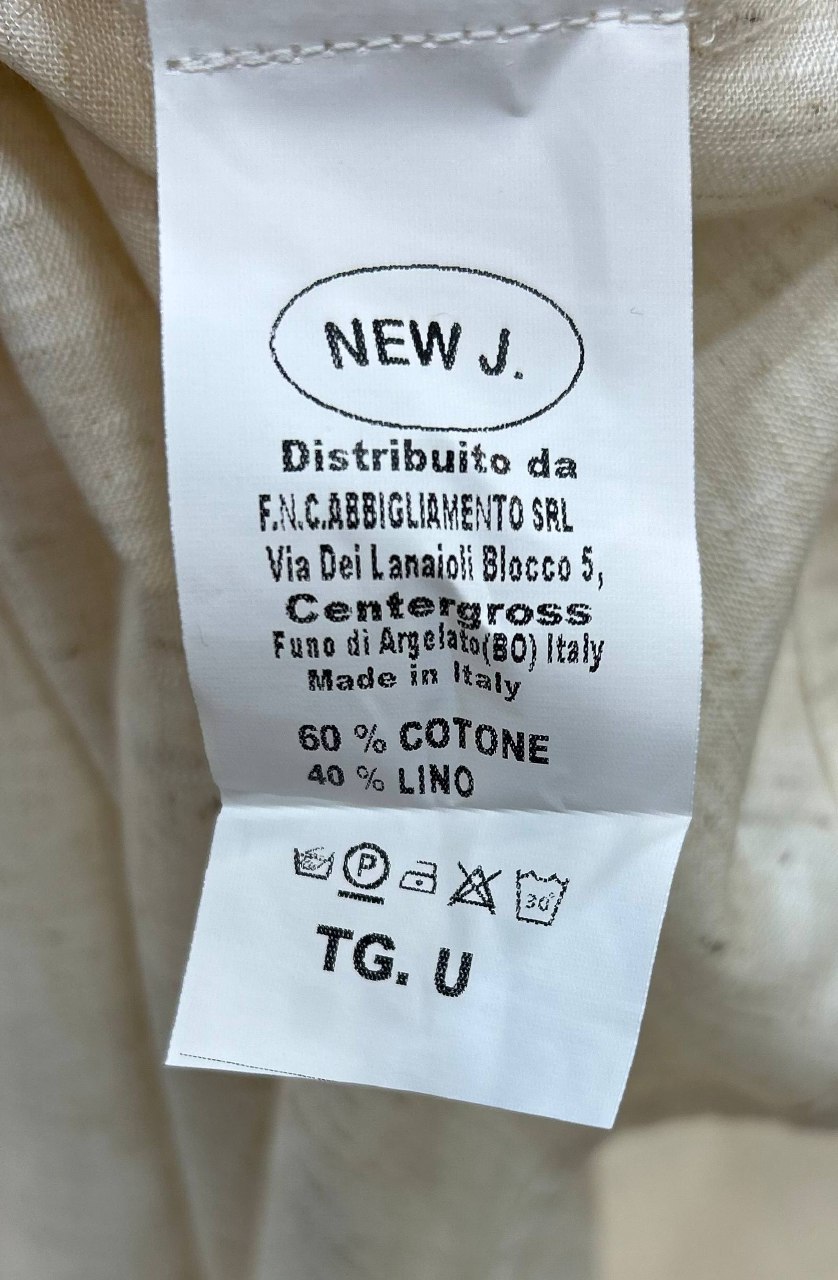 NEW J.
Distribuito da
F.N.C.ABBIGLIAMENTO SRL
Via Dei Lanaioli Blocco 5,
Centergross
Funo di Argelato(BO) Italy
Made in Italy
60 % COTONE
40 % LINO
P 30°
TG. U